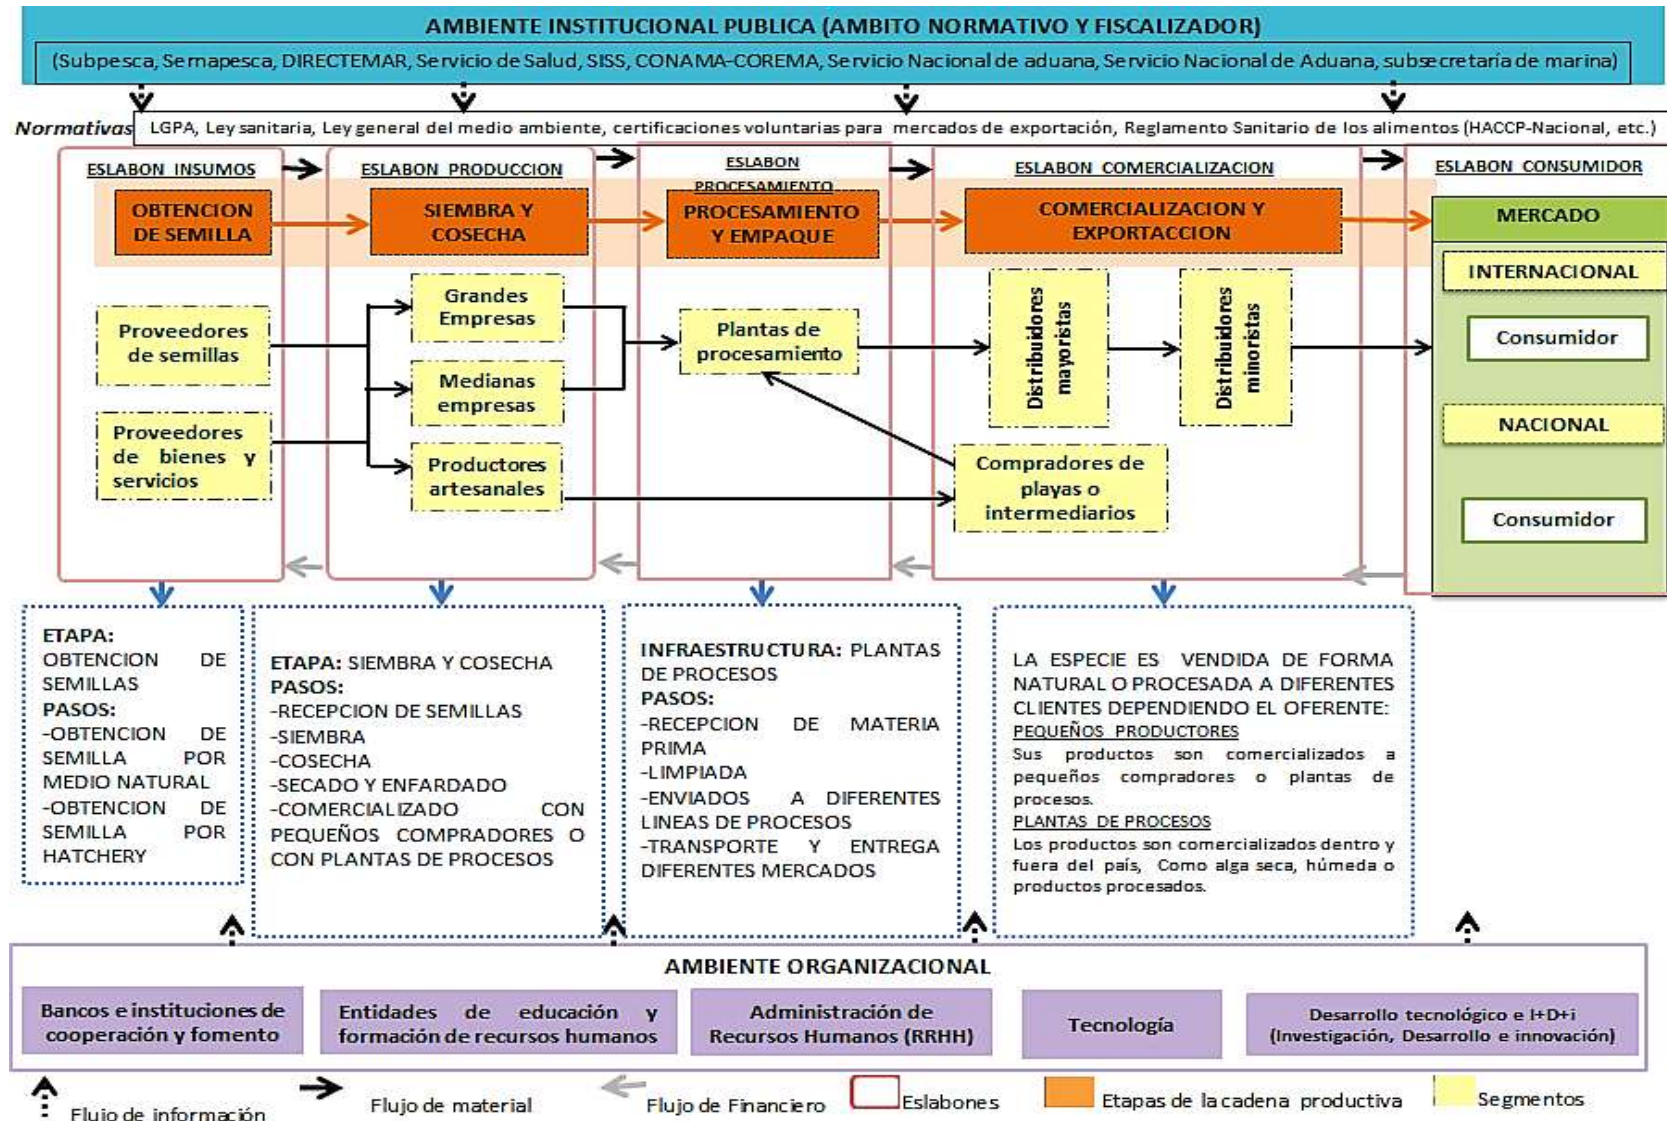 AMBIENTE INSTITUCIONAL PUBLICA (AMBITO NORMATIVO Y FISCALIZADOR)
(Subpesca, Sernapesca, DIRECTEMAR, Servicio de Salud, SISS, CONAMA-COREMA, Servicio Nacional de aduana, Servicio Nacional de Aduana, subsecretaría de marina)
Normativas LGPA, Ley sanitaria, Ley general del medio ambiente, certificaciones voluntarias para mercados de exportación, Reglamento Sanitario de los alimentos (HACCP-Nacional, etc.)
ESLABON INSUMOS
OBTENCION
DE SEMILLA
Proveedores
de semillas
Proveedores
de bienes y
servicios
ESLABON PRODUCCION
SIEMBRA Y
COSECHA
Grandes
Empresas
Medianas
empresas
Productores
artesanales
ESLABON
PROCESAMIENTO
PROCESAMIENTO
Y EMPAQUE
Plantas de
procesamiento
ESLABON COMERCIALIZACION
COMERCIALIZACION Y
EXPORTACCION
Distribuidores
mayoristas
Distribuidores
minoristas
Compradores de
playas o
intermediarios
ESLABON CONSUMIDOR
MERCADO
INTERNACIONAL
Consumidor
NACIONAL
Consumidor
ETAPA:
OBTENCION DE
SEMILLAS
PASOS:
-OBTENCION DE
SEMILLA POR
MEDIO NATURAL
-OBTENCION DE
SEMILLA POR
HATCHERY
ETAPA: SIEMBRA Y COSECHA
PASOS:
-RECEPCION DE SEMILLAS
-SIEMBRA
-COSECHA
-SECADO Y ENFARDADO
-COMERCIALIZADO CON
PEQUEÑOS COMPRADORES O
CON PLANTAS DE PROCESOS
INFRAESTRUCTURA: PLANTAS
DE PROCESOS
PASOS:
-RECEPCION DE MATERIA
PRIMA
-LIMPIADA
-ENVIADOS A DIFERENTES
LINEAS DE PROCESOS
-TRANSPORTE Y ENTREGA
DIFERENTES MERCADOS
LA ESPECIE ES VENDIDA DE FORMA
NATURAL O PROCESADA A DIFERENTES
CLIENTES DEPENDIENDO EL OFERENTE:
PEQUEÑOS PRODUCTORES
Sus productos son comercializados a
pequeños compradores o plantas de
procesos.
PLANTAS DE PROCESOS
Los productos son comercializados dentro y
fuera del país, Como alga seca, húmeda o
productos procesados.
AMBIENTE ORGANIZACIONAL
Bancos e instituciones de
cooperación y fomento
Entidades de educación y
formación de recursos humanos
Administración de
Recursos Humanos (RRHH)
Tecnología
Desarrollo tecnológico e I+D+i
(Investigación, Desarrollo e innovación)
Flujo de información
Flujo de material
Flujo de Financiero
Eslabones
Etapas de la cadena productiva
Segmentos